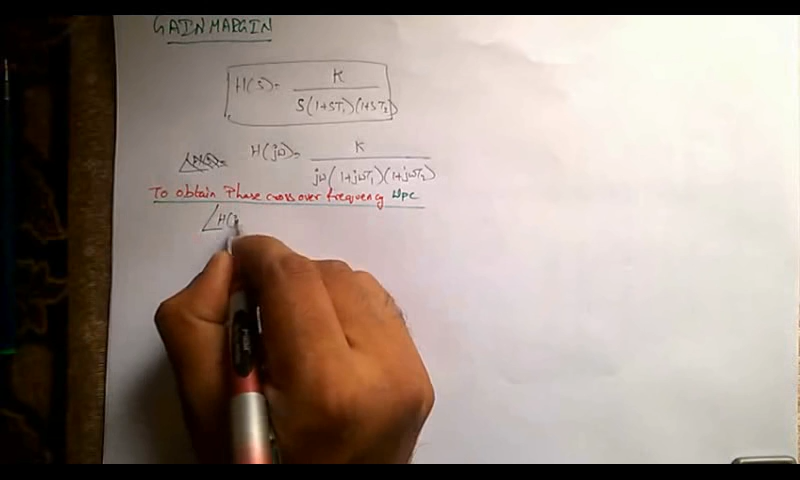 GAIN MARGIN
H(s)= K / S(1+ST₁)(1+ST₂)
H(jω)= K / jω(1+jωT₁)(1+jωT₂)
To obtain Phase cross over frequency ωpc
∠H(j